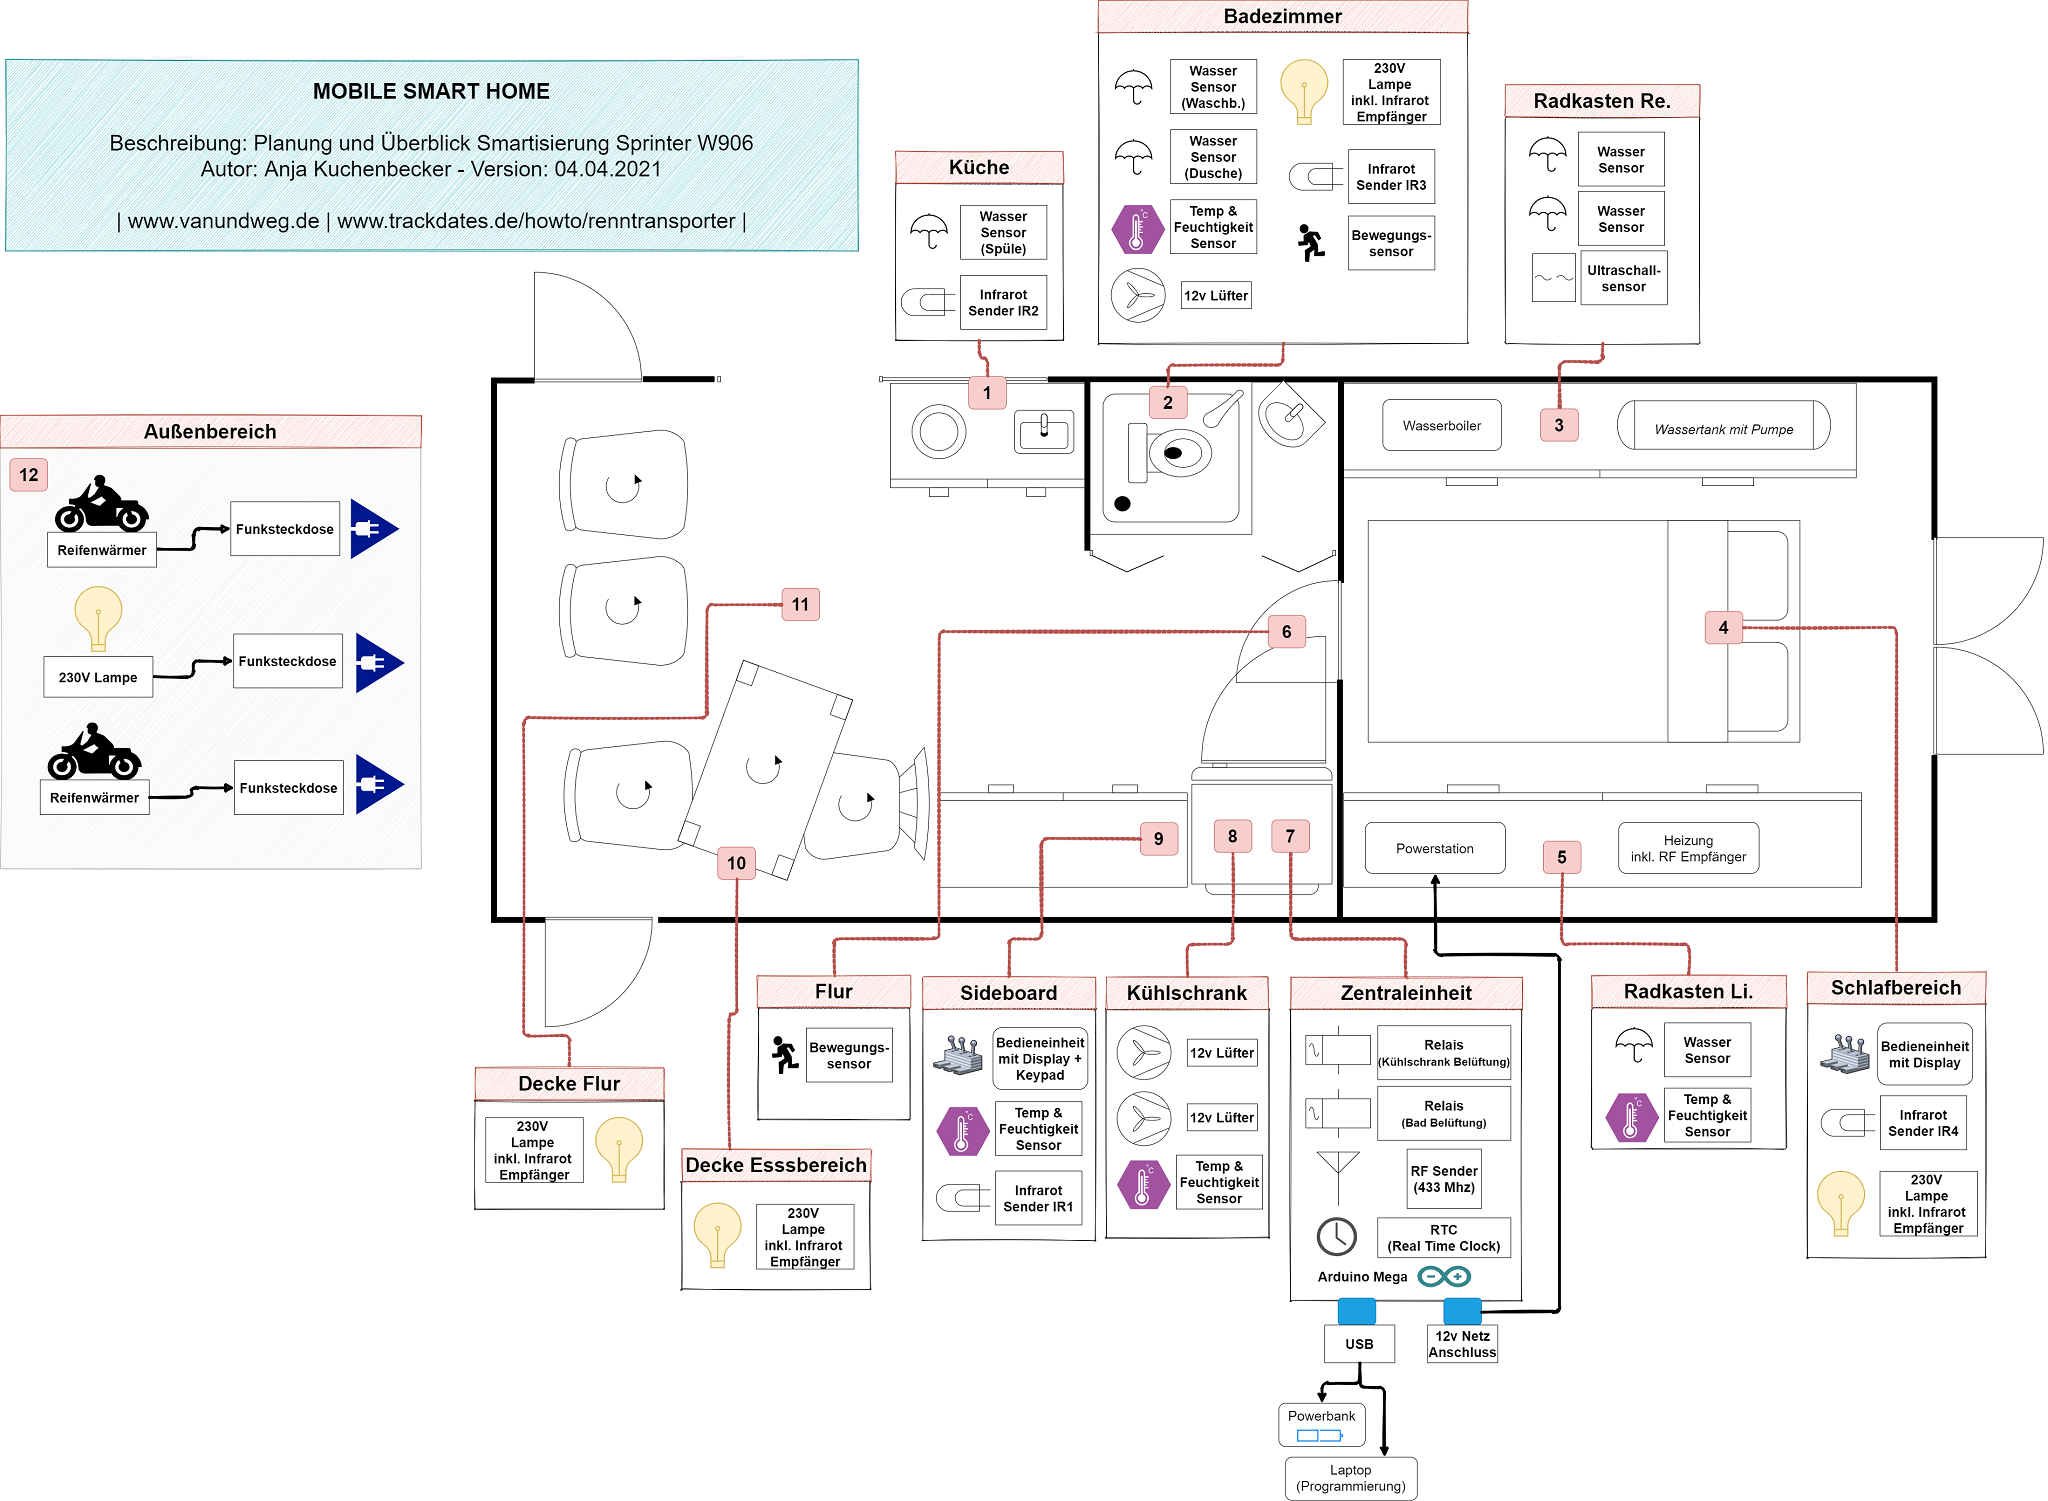 MOBILE SMART HOME
Beschreibung: Planung und Überblick Smartisierung Sprinter W906
Autor: Anja Kuchenbecker - Version: 04.04.2021
| www.vanundweg.de | www.trackdates.de/howto/renntransporter |
Küche
Wasser
Sensor
(Spüle)
Infrarot
Sender IR2
Badezimmer
Wasser
Sensor
(Waschb.)
230V
Lampe
inkl. Infrarot
Empfänger
Wasser
Sensor
(Dusche)
Infrarot
Sender IR3
Temp &
Feuchtigkeit
Sensor
°C
Bewegungs-
sensor
12v Lüfter
Radkasten Re.
Wasser
Sensor
Wasser
Sensor
Ultraschall-
sensor
Außenbereich
12
Reifenwärmer
Funksteckdose
230V Lampe
Funksteckdose
Reifenwärmer
Funksteckdose
1
2
3
Wasserboiler
Wassertank mit Pumpe
11
6
4
10
9
8
7
Powerstation
5
Heizung
inkl. RF Empfänger
Decke Flur
230V
Lampe
inkl. Infrarot
Empfänger
Decke Esssbereich
230V
Lampe
inkl. Infrarot
Empfänger
Flur
Bewegungs-
sensor
Sideboard
Bedieneinheit
mit Display +
Keypad
°C
Temp &
Feuchtigkeit
Sensor
Infrarot
Sender IR1
Kühlschrank
12v Lüfter
12v Lüfter
°C
Temp &
Feuchtigkeit
Sensor
Zentraleinheit
Relais
(Kühlschrank Belüftung)
Relais
(Bad Belüftung)
RF Sender
(433 Mhz)
RTC
(Real Time Clock)
Arduino Mega
USB
12v Netz
Anschluss
Powerbank
Laptop
(Programmierung)
Radkasten Li.
Wasser
Sensor
°C
Temp &
Feuchtigkeit
Sensor
Schlafbereich
Bedieneinheit
mit Display
Infrarot
Sender IR4
230V
Lampe
inkl. Infrarot
Empfänger